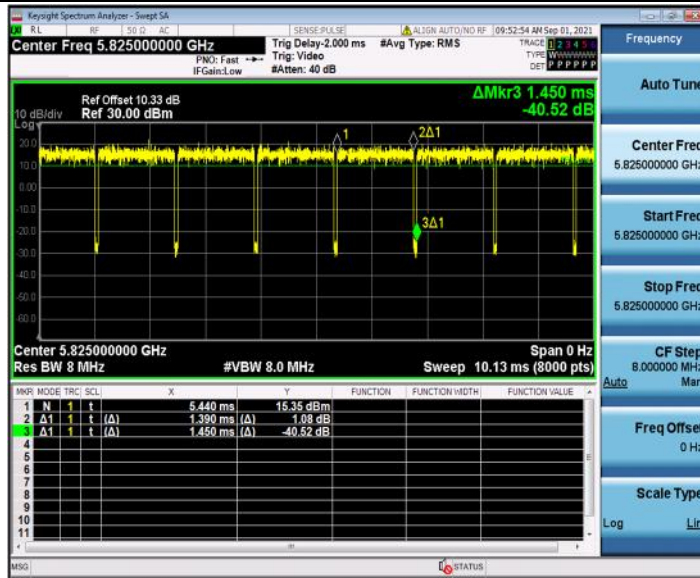 Keysight Spectrum Analyzer - Swept SA
RL RF 50 Ω AC SENSE:PULSE ALIGN AUTO/NO RF 09:52:54 AM Sep 01, 2021
Center Freq 5.825000000 GHz
PNO: Fast
IFGain:Low
Trig Delay-2.000 ms
Trig: Video
#Atten: 40 dB
#Avg Type: RMS
TRACE 1 2 3 4 5 6
TYPE WWWWWW
DET P P P P P P
Ref Offset 10.33 dB
10 dB/div Ref 30.00 dBm
Log
ΔMkr3 1.450 ms
-40.52 dB
20.0
10.0
0.00
-10.0
-20.0
-30.0
-40.0
-50.0
-60.0
1
2Δ1
3Δ1
Center 5.825000000 GHz Span 0 Hz
Res BW 8 MHz #VBW 8.0 MHz Sweep 10.13 ms (8000 pts)
MKR MODE TRC SCL X Y FUNCTION FUNCTION WIDTH FUNCTION VALUE
1 N 1 t 5.440 ms 15.35 dBm
2 Δ1 1 t (Δ) 1.390 ms (Δ) 1.08 dB
3 Δ1 1 t (Δ) 1.450 ms (Δ) -40.52 dB
4
5
6
7
8
9
10
11
MSG STATUS
Frequency
Auto Tune
Center Freq
5.825000000 GHz
Start Freq
5.825000000 GHz
Stop Freq
5.825000000 GHz
CF Step
8.000000 MHz
Auto Man
Freq Offset
0 Hz
Scale Type
Log Lin